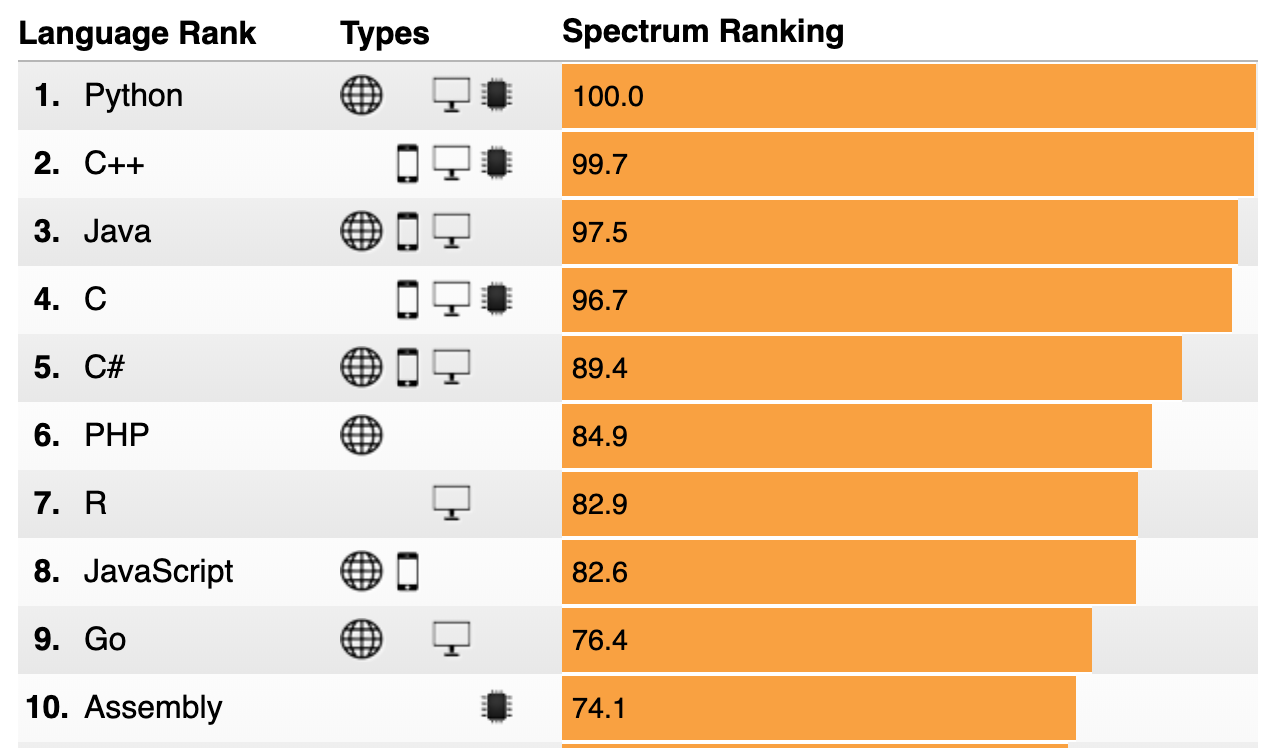 Language Rank Types Spectrum Ranking
1. Python 100.0
2. C++ 99.7
3. Java 97.5
4. C 96.7
5. C# 89.4
6. PHP 84.9
7. R 82.9
8. JavaScript 82.6
9. Go 76.4
10. Assembly 74.1